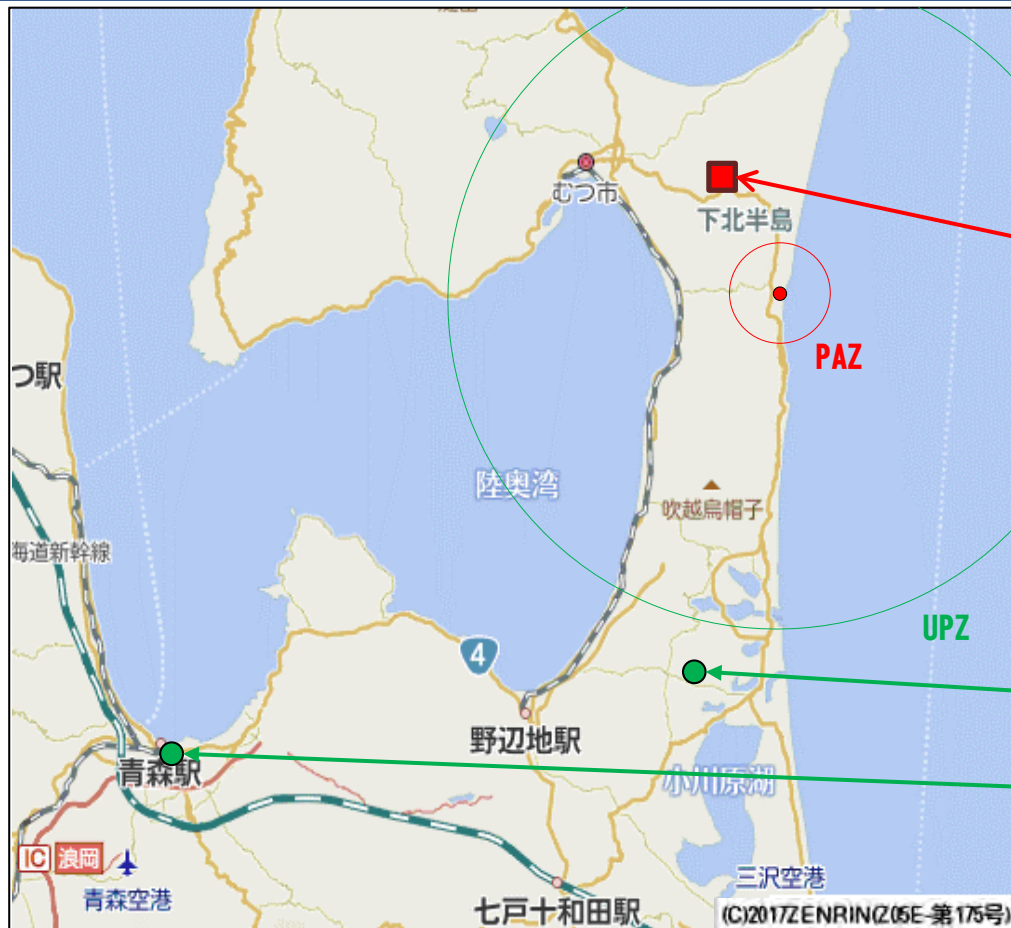 むつ市
下北半島
PAZ
つ駅
陸奥湾
吹越烏帽子
海道新幹線
UPZ
4
野辺地駅
青森駅
小川原湖
IC 浪岡
青森空港
三沢空港
七戸十和田駅
(C)2017ZENRIN(Z05E-第175号)